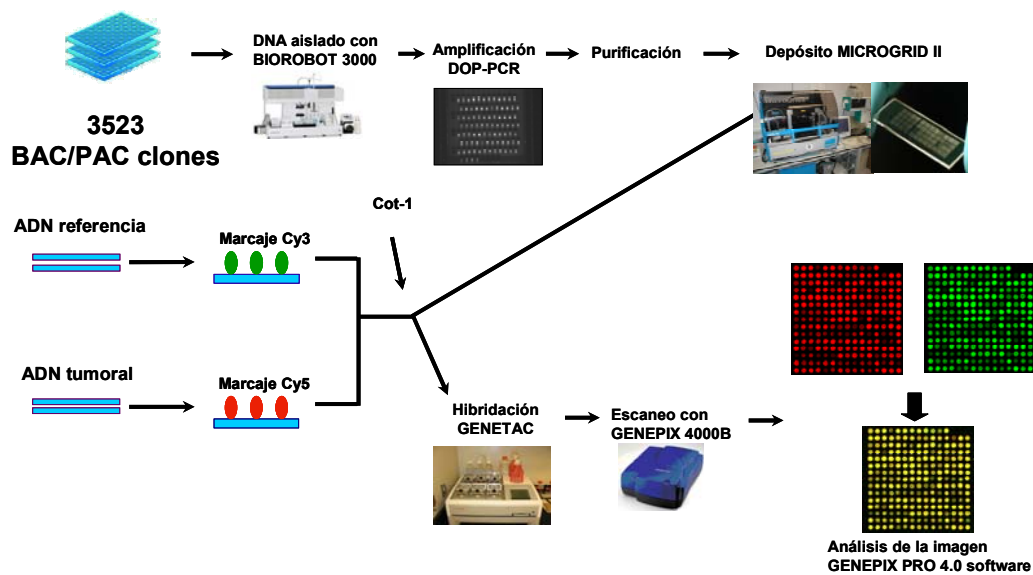 DNA aislado con
BIOROBOT 3000
Amplificación
DOP-PCR
Purificación
Depósito MICROGRID II
3523
BAC/PAC clones
Cot-1
ADN referencia
Marcaje Cy3
ADN tumoral
Marcaje Cy5
Hibridación
GENETAC
Escaneo con
GENEPIX 4000B
Análisis de la imagen
GENEPIX PRO 4.0 software